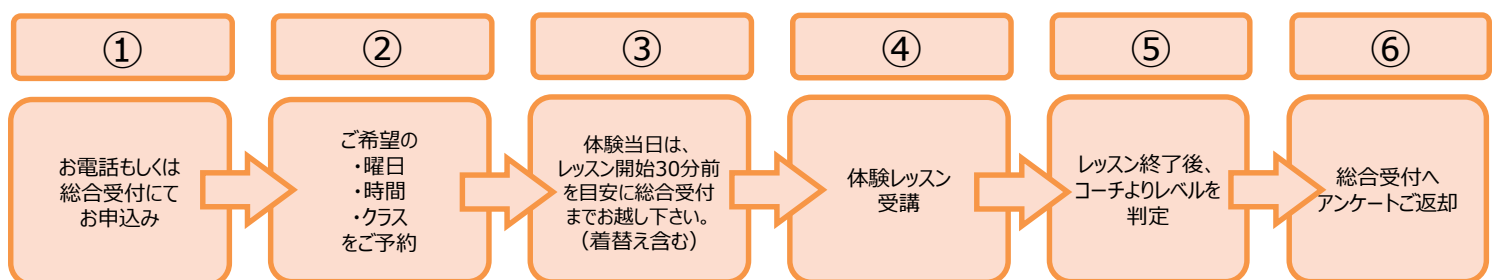 ①
②
③
④
⑤
⑥
お電話もしくは
総合受付にて
お申込み
ご希望の
・曜日
・時間
・クラス
をご予約
体験当日は、
レッスン開始30分前
を目安に総合受付
までお越し下さい。
（着替え含む）
体験レッスン
受講
レッスン終了後、
コーチよりレベルを
判定
総合受付へ
アンケートご返却